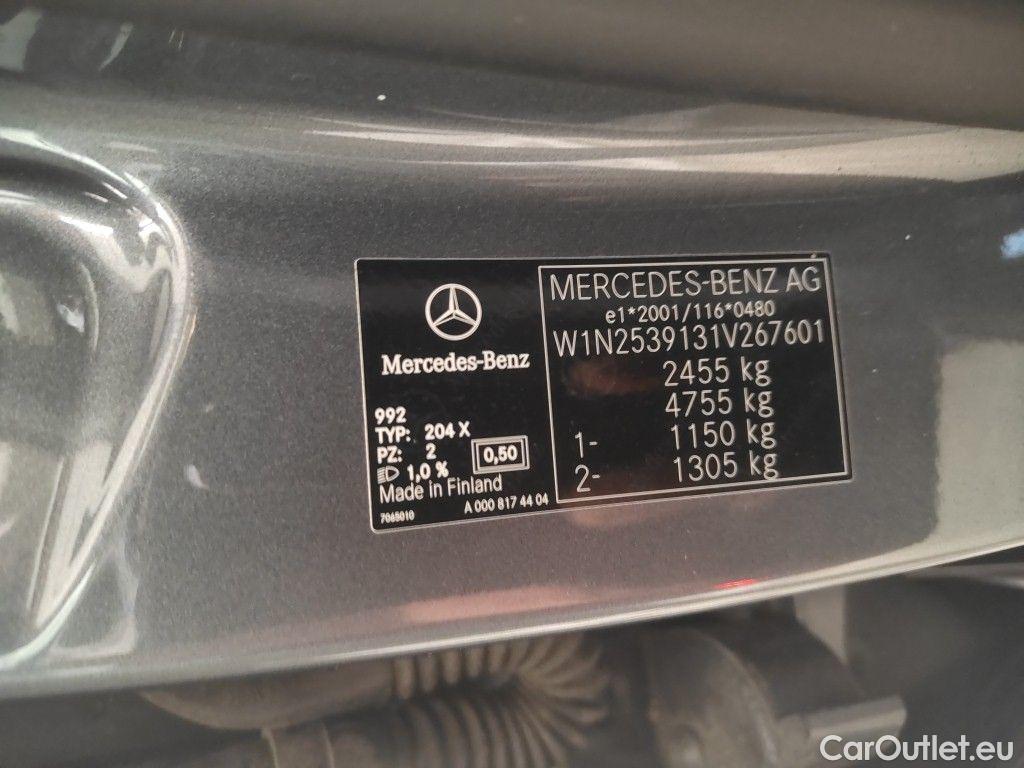 Mercedes-Benz
992
TYP: 204 X
PZ: 2
0,50
1,0 %
Made in Finland
7065010
A 000 817 44 04
MERCEDES-BENZ AG
e1*2001/116*0480
W1N2539131V267601
2455 kg
4755 kg
1- 1150 kg
2- 1305 kg
CarOutlet.eu